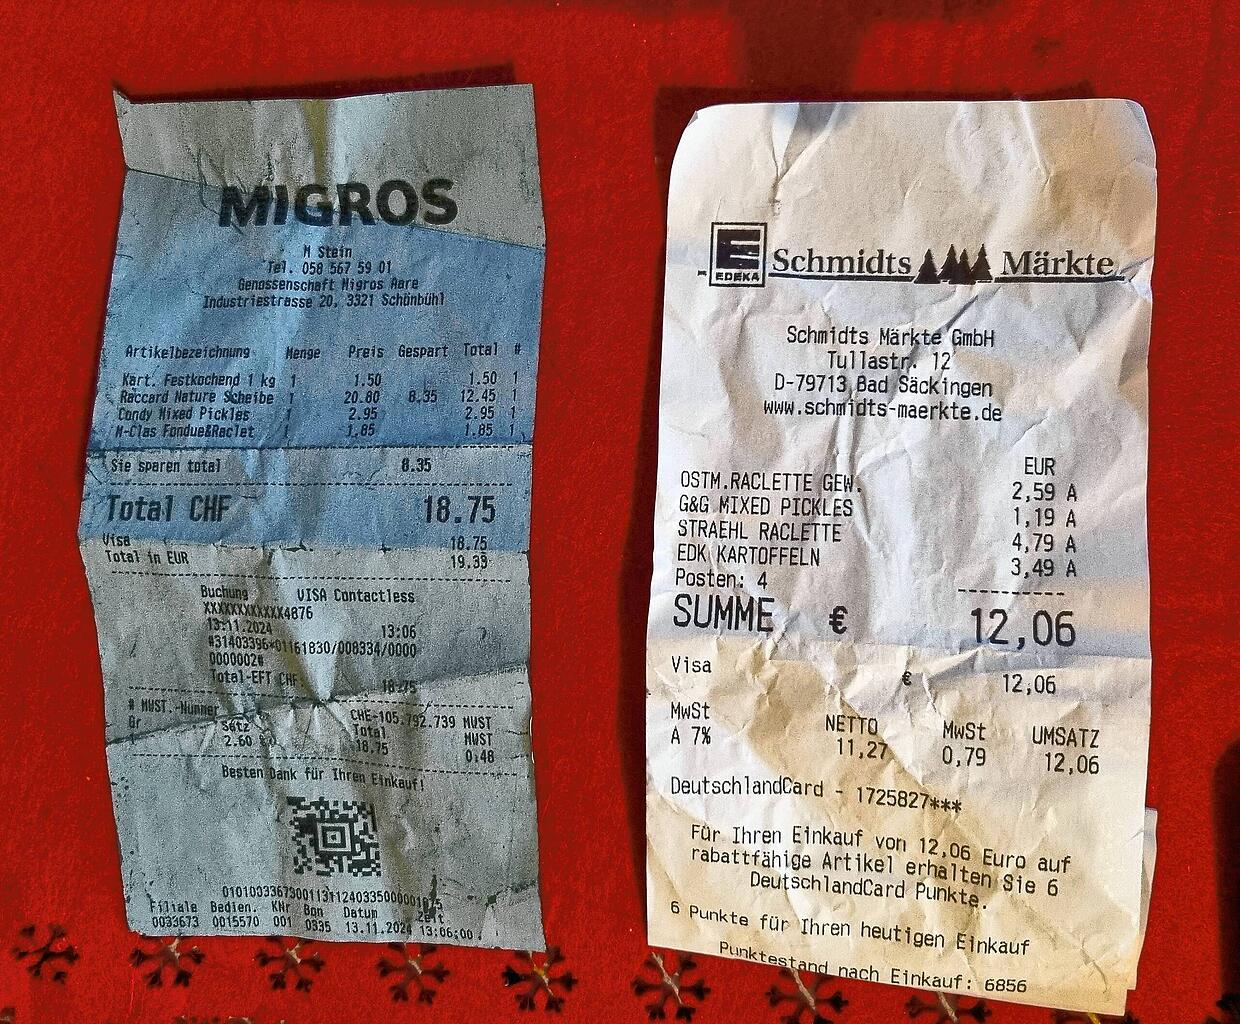 MIGROS
M Stein
Tel. 058 567 59 01
Genossenschaft Migros Aare
Industriestrasse 20, 3321 Schönbühl
Artikelbezeichnung Menge Preis Gespart Total #
Kart. Festkochend 1 kg 1 1.50 1.50 1
Raccard Nature Scheibe 1 20.80 8.35 12.45 1
Condy Mixed Pickles 1 2.95 2.95 1
M-Clas Fondue&Raclet 1 1.85 1.85 1
Sie sparen total 8.35
Total CHF 18.75
Visa 18.75
Total in EUR 19.39
Buchung VISA Contactless
XXXXXXXXXXXX4876
13.11.2024 13:06
#31403396*01161830/008334/0000
0000002#
Total-EFT CHF 18.75
# MWST.-Nummer CHE-105.792.739 MWST
Gr Satz Total MWST
2.60 18.75 0.48
Besten Dank für Ihren Einkauf!
Filiale Bedien. KNr Bon Datum Zeit
0033673 0015570 001 0335 13.11.2024 13:06:00
EDEKA
Schmidts Märkte
Schmidts Märkte GmbH
Tullastr. 12
D-79713 Bad Säckingen
www.schmidts-maerkte.de
EUR
OSTM.RACLETTE GEW. 2,59 A
G&G MIXED PICKLES 1,19 A
STRAEHL RACLETTE 4,79 A
EDK KARTOFFELN 3,49 A
Posten: 4
SUMME € 12,06
Visa € 12,06
MwSt NETTO MwSt UMSATZ
A 7% 11,27 0,79 12,06
DeutschlandCard - 1725827***
Für Ihren Einkauf von 12,06 Euro auf
rabattfähige Artikel erhalten Sie 6
DeutschlandCard Punkte.
6 Punkte für Ihren heutigen Einkauf
Punktestand nach Einkauf: 6856